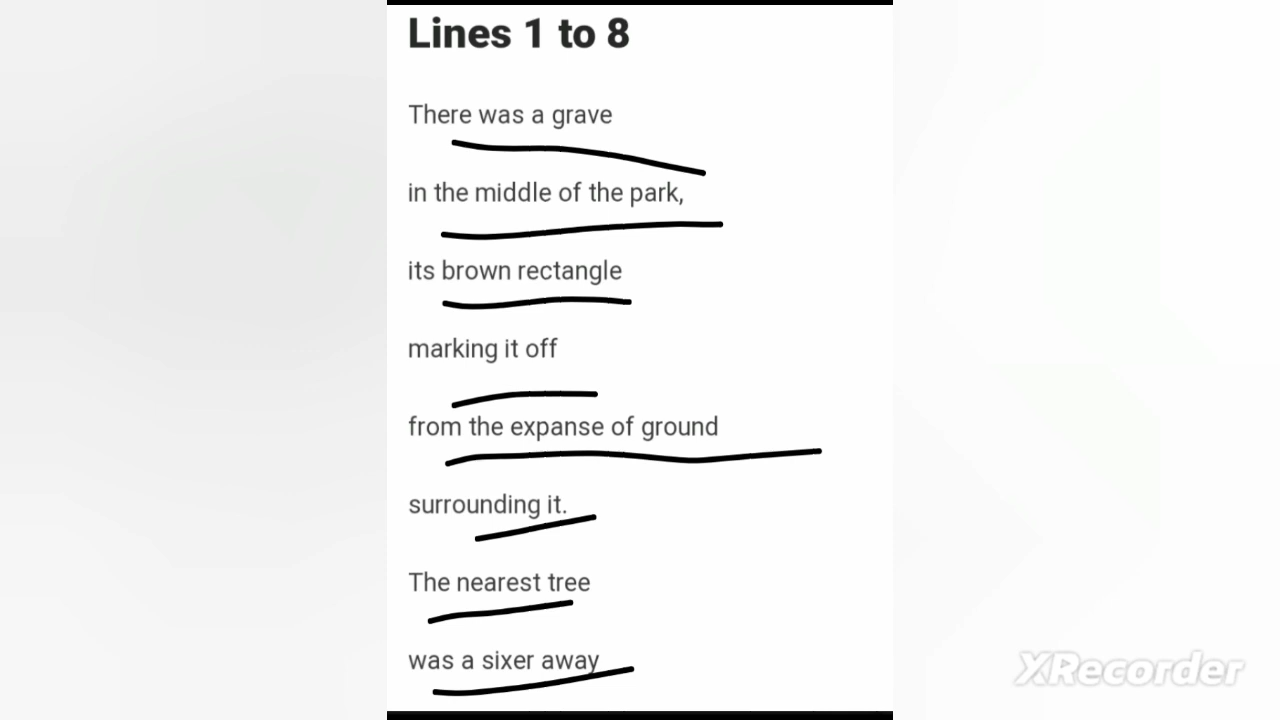 Lines 1 to 8
There was a grave
in the middle of the park,
its brown rectangle
marking it off
from the expanse of ground
surrounding it.
The nearest tree
was a sixer away
XRecorder